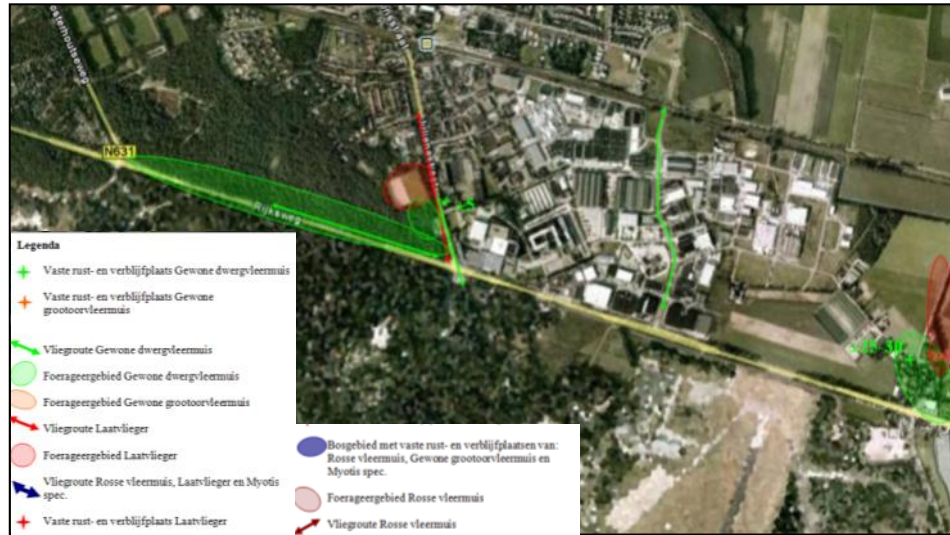 N631
Rijksweg
Legenda
Vaste rust- en verblijfplaats Gewone dwergvleermuis
Vaste rust- en verblijfplaats Gewone
grootoorvleermuis
Vliegroute Gewone dwergvleermuis
Foerageergebied Gewone dwergvleermuis
Foerageergebied Gewone grootoorvleermuis
Vliegroute Laatvlieger
Foerageergebied Laatvlieger
Vliegroute Rosse vleermuis, Laatvlieger en Myotis
spec.
Vaste rust- en verblijfplaats Laatvlieger
Bosgebied met vaste rust- en verblijfplaatsen van:
Rosse vleermuis, Gewone grootoorvleermuis en
Myotis spec.
Foerageergebied Rosse vleermuis
Vliegroute Rosse vleermuis